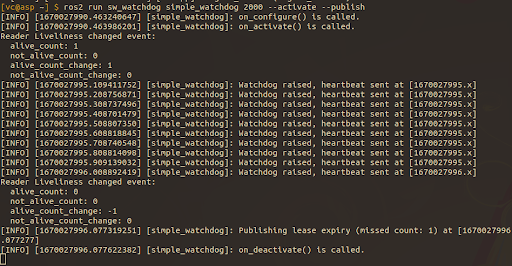 [vc@asp ~] $ ros2 run sw_watchdog simple_watchdog 2000 --activate --publish
[INFO] [1670027990.463240647] [simple_watchdog]: on_configure() is called.
[INFO] [1670027990.463986201] [simple_watchdog]: on_activate() is called.
Reader Liveliness changed event:
  alive_count: 1
  not_alive_count: 0
  alive_count_change: 1
  not_alive_count_change: 0
[INFO] [1670027995.109411752] [simple_watchdog]: Watchdog raised, heartbeat sent at [1670027995.x]
[INFO] [1670027995.208756871] [simple_watchdog]: Watchdog raised, heartbeat sent at [1670027995.x]
[INFO] [1670027995.308737496] [simple_watchdog]: Watchdog raised, heartbeat sent at [1670027995.x]
[INFO] [1670027995.408701479] [simple_watchdog]: Watchdog raised, heartbeat sent at [1670027995.x]
[INFO] [1670027995.508807350] [simple_watchdog]: Watchdog raised, heartbeat sent at [1670027995.x]
[INFO] [1670027995.608818845] [simple_watchdog]: Watchdog raised, heartbeat sent at [1670027995.x]
[INFO] [1670027995.708740548] [simple_watchdog]: Watchdog raised, heartbeat sent at [1670027995.x]
[INFO] [1670027995.808814098] [simple_watchdog]: Watchdog raised, heartbeat sent at [1670027995.x]
[INFO] [1670027995.909139032] [simple_watchdog]: Watchdog raised, heartbeat sent at [1670027995.x]
[INFO] [1670027996.008892419] [simple_watchdog]: Watchdog raised, heartbeat sent at [1670027996.x]
Reader Liveliness changed event:
  alive_count: 0
  not_alive_count: 0
  alive_count_change: -1
  not_alive_count_change: 0
[INFO] [1670027996.077319251] [simple_watchdog]: Publishing lease expiry (missed count: 1) at [1670027996
.077277]
[INFO] [1670027996.077622382] [simple_watchdog]: on_deactivate() is called.